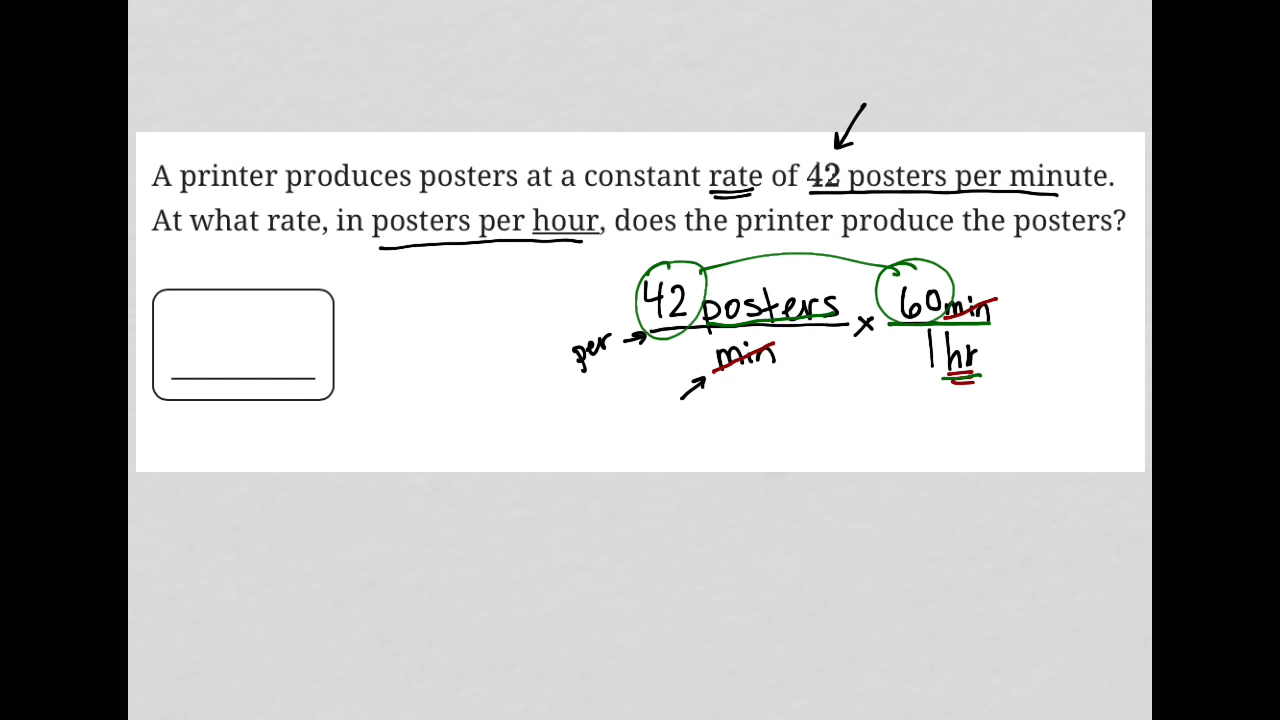 A printer produces posters at a constant rate of 42 posters per minute.
At what rate, in posters per hour, does the printer produce the posters?
42 posters × 60 min
per → min 1 hr